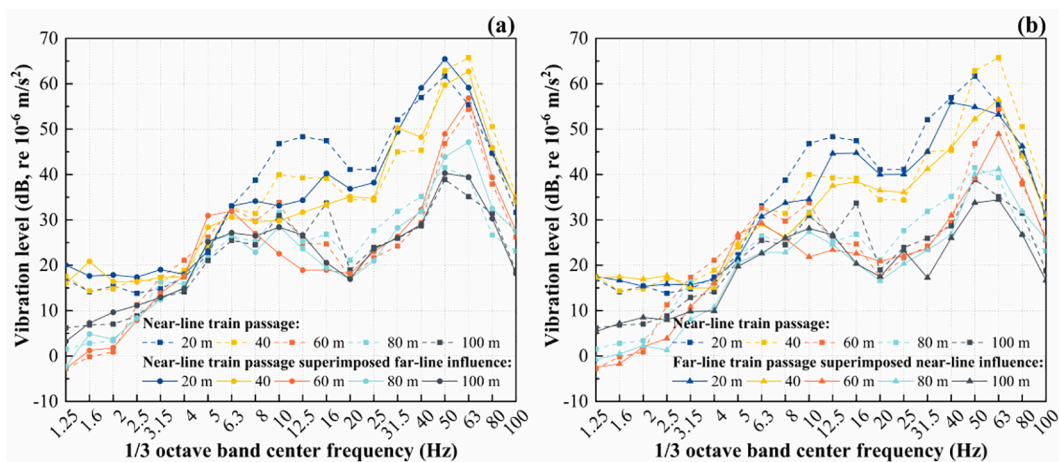 (a)
70
60
50
40
30
20
10
0
-10
Vibration level (dB, re 10⁻⁶ m/s²)
Near-line train passage:
20 m 40 60 m 80 m 100 m
Near-line train passage superimposed far-line influence:
20 m 40 60 m 80 m 100 m
1.25 1.6 2 2.5 3.15 4 5 6.3 8 10 12.5 16 20 25 31.5 40 50 63 80 100
1/3 octave band center frequency (Hz)
(b)
70
60
50
40
30
20
10
0
-10
Vibration level (dB, re 10⁻⁶ m/s²)
Near-line train passage:
20 m 40 60 m 80 m 100 m
Far-line train passage superimposed near-line influence:
20 m 40 60 m 80 m 100 m
1.25 1.6 2 2.5 3.15 4 5 6.3 8 10 12.5 16 20 25 31.5 40 50 63 80 100
1/3 octave band center frequency (Hz)